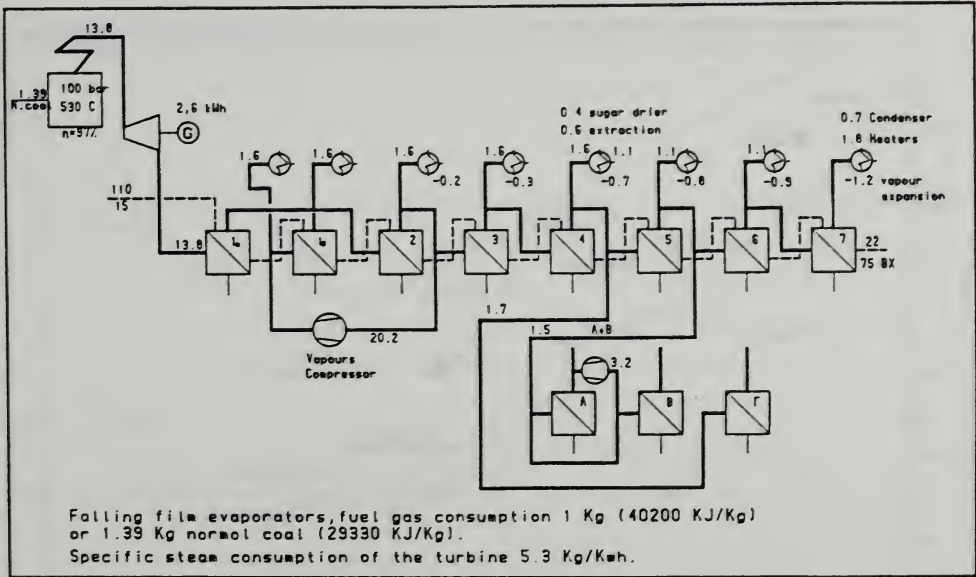 13.8
1.39
N.coal
100 bar
530 C
n=97%
2,6 kWh
G
0.4 sugar drier
0.6 extraction
0.7 Condenser
1.8 Heaters
1.6
1.6
1.6
1.6
1.6
1.1
1.1
1.1
-0.2
-0.3
-0.7
-0.8
-0.9
-1.2 vapour
expansion
110
15
13.8
2
3
4
5
6
7
22
75 BX
1.7
1.5
A+B
20.2
Vapours
Compressor
3.2
A
B
Γ
Falling film evaporators,fuel gas consumption 1 Kg (40200 KJ/Kg)
or 1.39 Kg normal coal (29330 KJ/Kg).
Specific steam consumption of the turbine 5.3 Kg/Kwh.